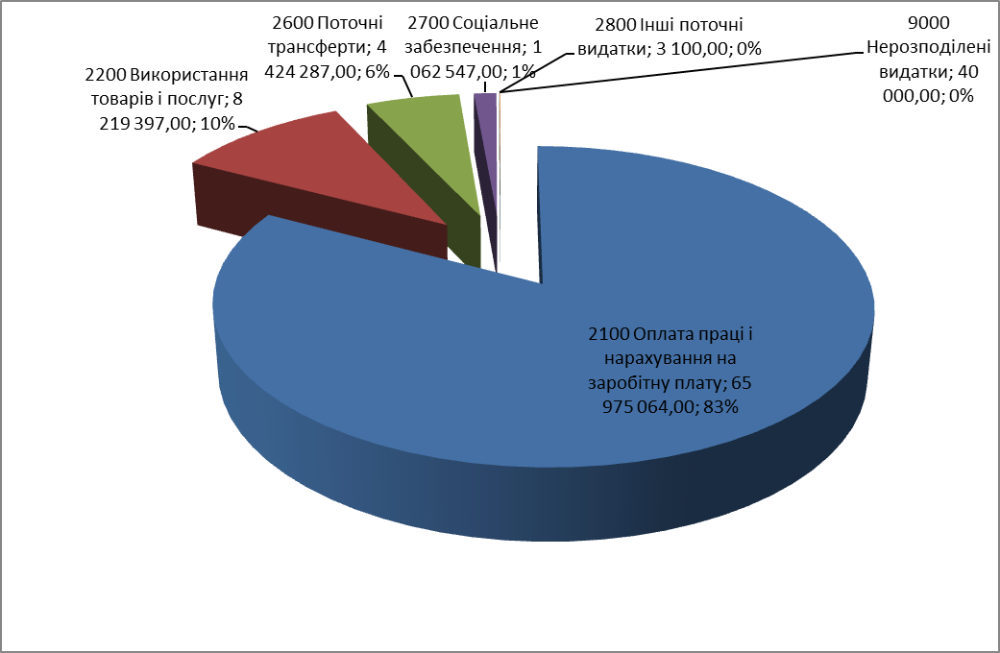 2200 Використання
товарів і послуг; 8
219 397,00; 10%
2600 Поточні
трансферти; 4
424 287,00; 6%
2700 Соціальне
забезпечення; 1
062 547,00; 1%
2800 Інші поточні
видатки; 3 100,00; 0%
9000
Нерозподілені
видатки; 40
000,00; 0%
2100 Оплата праці і
нарахування на
заробітну плату; 65
975 064,00; 83%